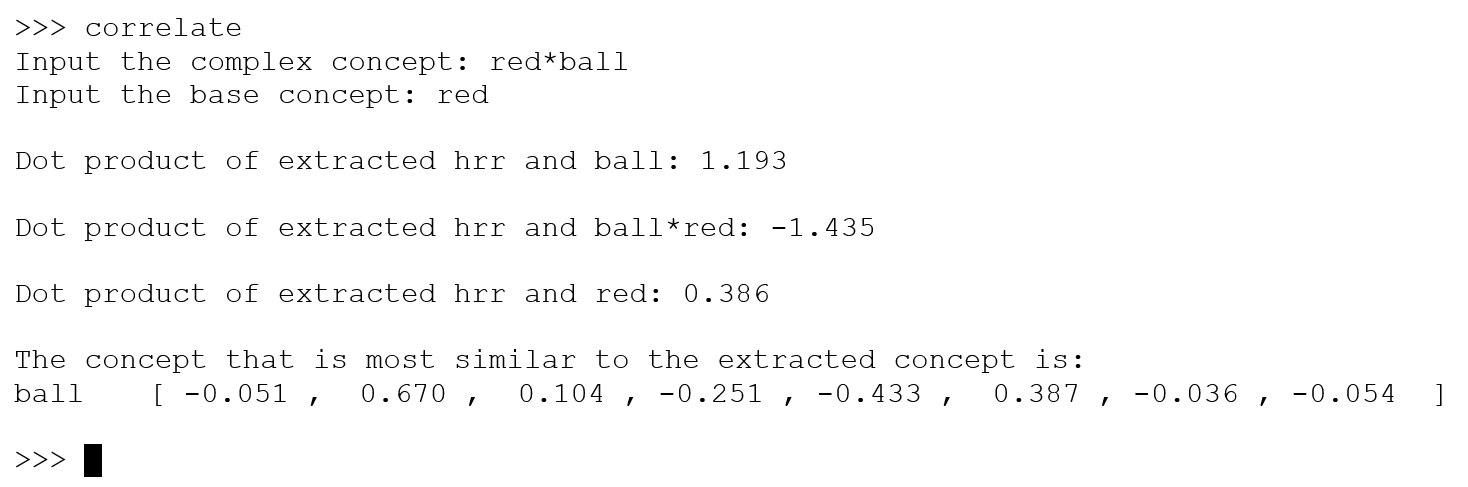 >>> correlate
Input the complex concept: red*ball
Input the base concept: red
Dot product of extracted hrr and ball: 1.193
Dot product of extracted hrr and ball*red: -1.435
Dot product of extracted hrr and red: 0.386
The concept that is most similar to the extracted concept is:
ball [ -0.051 , 0.670 , 0.104 , -0.251 , -0.433 , 0.387 , -0.036 , -0.054 ]
>>>